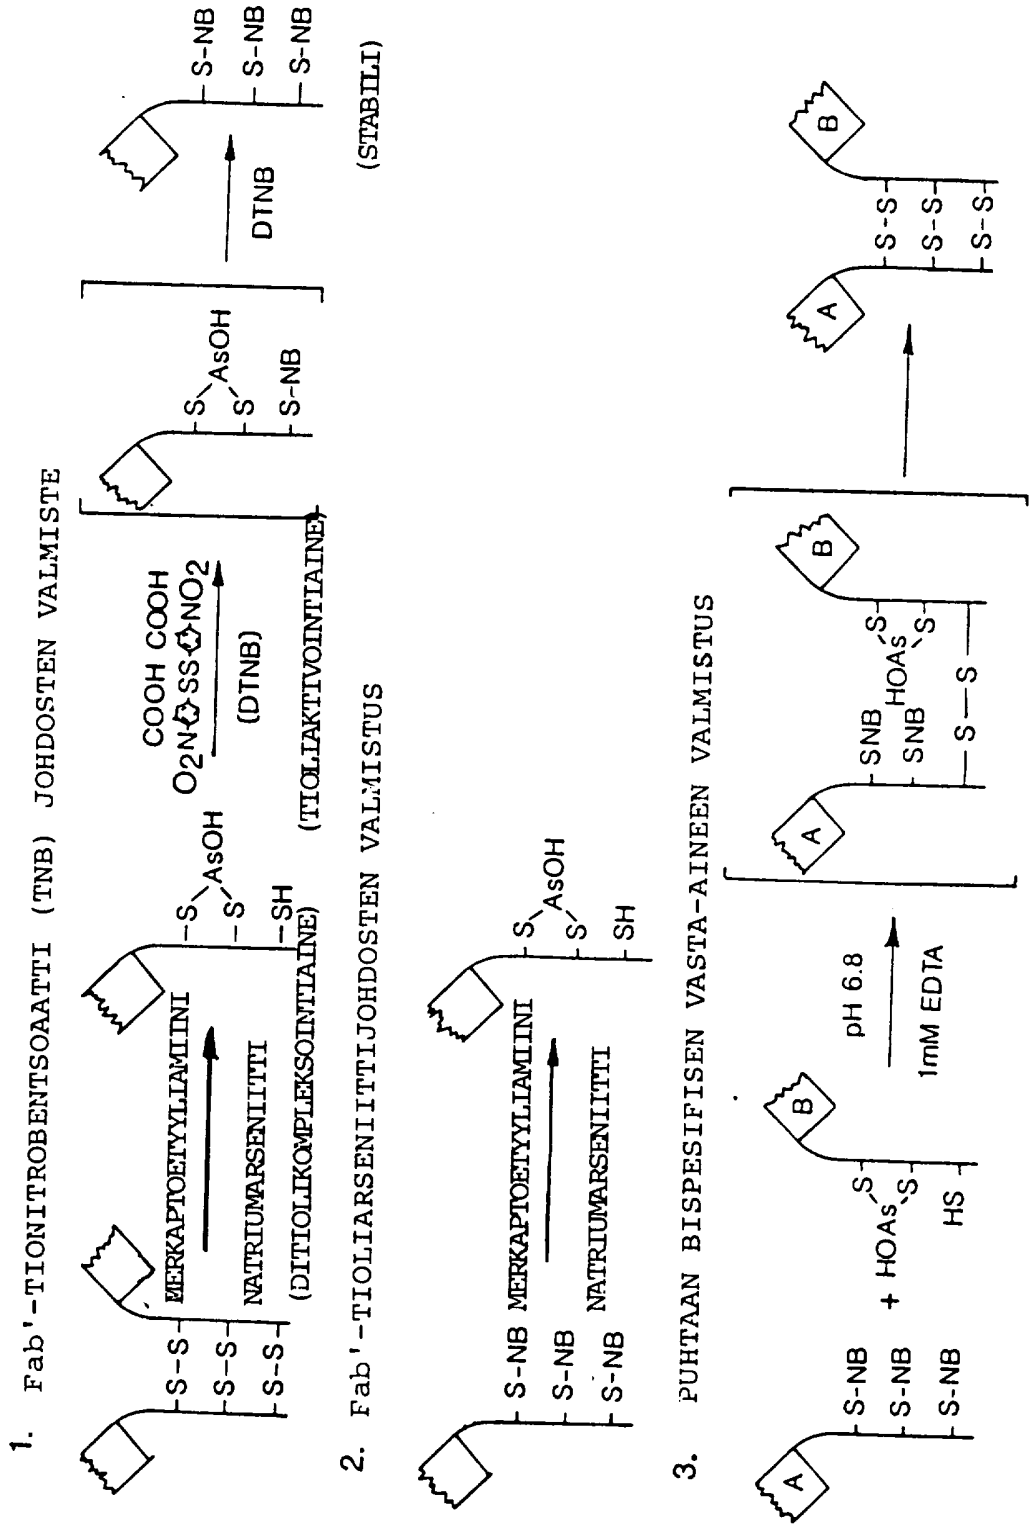 1. Fab'-TIONITROBENTSOAATTI (TNB) JOHDOSTEN VALMISTE
S-S
S-S
S-S
MERKAPTOETYYLIAMIINI
NATRIUMARSENIITTI
(DITIOLIKOMPLEKSOINTIAINE)
S
AsOH
S
SH
COOH COOH
O2N SS NO2
(DTNB)
(TIOLIAKTIVOINTIAINE)
S
AsOH
S
S-NB
DTNB
S-NB
S-NB
S-NB
(STABILI)
2. Fab'-TIOLIARSENIITTIJOHDOSTEN VALMISTUS
S-NB
S-NB
S-NB
MERKAPTOETYYLIAMIINI
NATRIUMARSENIITTI
S
AsOH
S
SH
3. PUHTAAN BISPESIFISEN VASTA-AINEEN VALMISTUS
A
S-NB
S-NB
S-NB
+
B
S
HOAs
S
HS
pH 6.8
1mM EDTA
A
SNB
SNB
B
S
HOAs
S
S-S
A
B
S-S
S-S
S-S